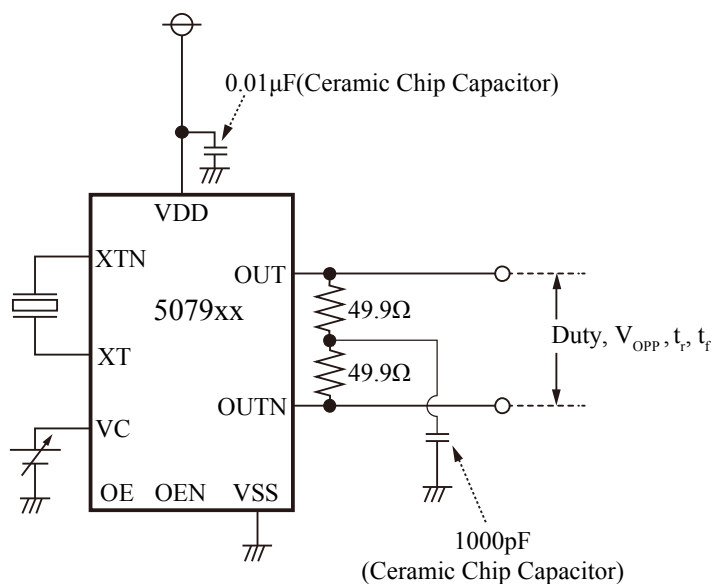 0.01μF(Ceramic Chip Capacitor)
VDD
XTN
OUT
5079xx
49.9Ω
Duty, VOPP, tr, tf
XT
49.9Ω
OUTN
VC
OE OEN VSS
1000pF
(Ceramic Chip Capacitor)